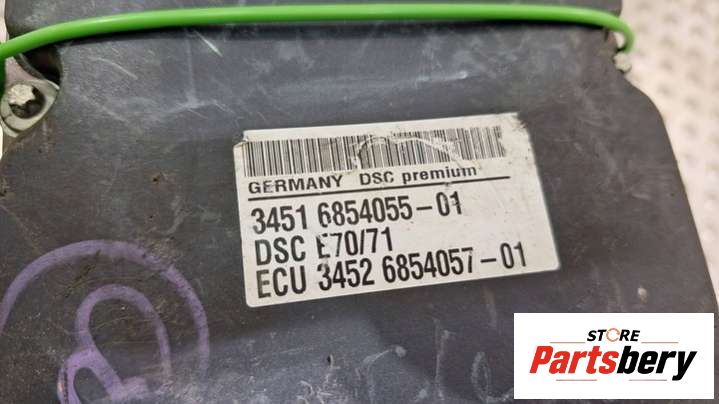 GERMANY DSC premium
3451 6854055-01
DSC E70/71
ECU 3452 6854057-01
STORE
Partsbery